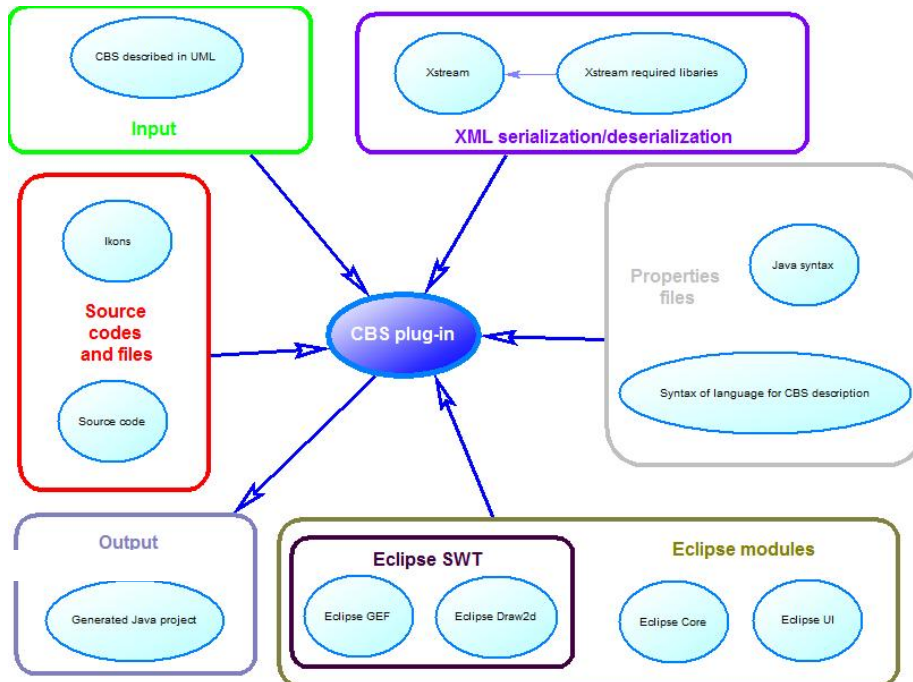 CBS described in UML
Input
Xstream
Xstream required libaries
XML serialization/deserialization
Ikons
Source
codes
and files
Source code
CBS plug-in
Properties
files
Java syntax
Syntax of language for CBS description
Output
Generated Java project
Eclipse SWT
Eclipse GEF
Eclipse Draw2d
Eclipse modules
Eclipse Core
Eclipse UI